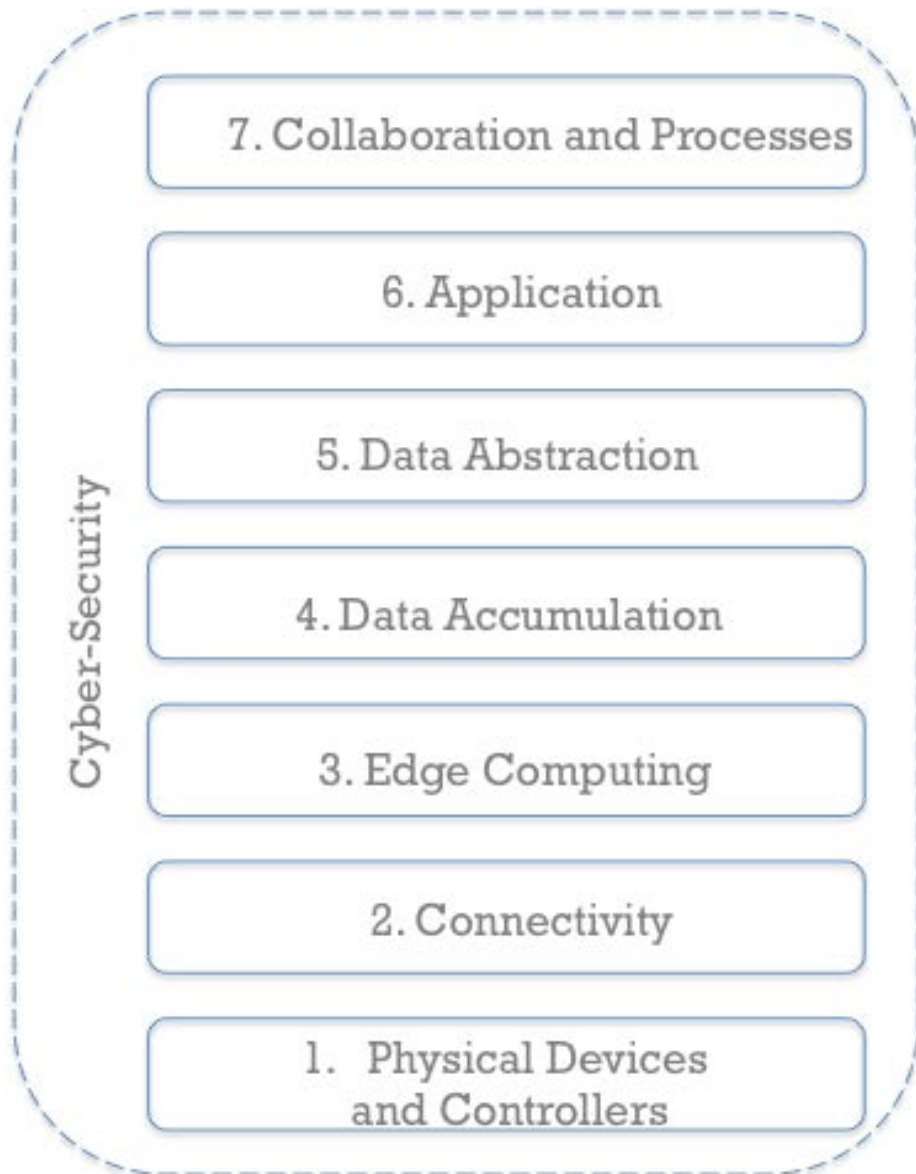 7. Collaboration and Processes
6. Application
5. Data Abstraction
4. Data Accumulation
3. Edge Computing
2. Connectivity
1. Physical Devices
and Controllers
Cyber-Security